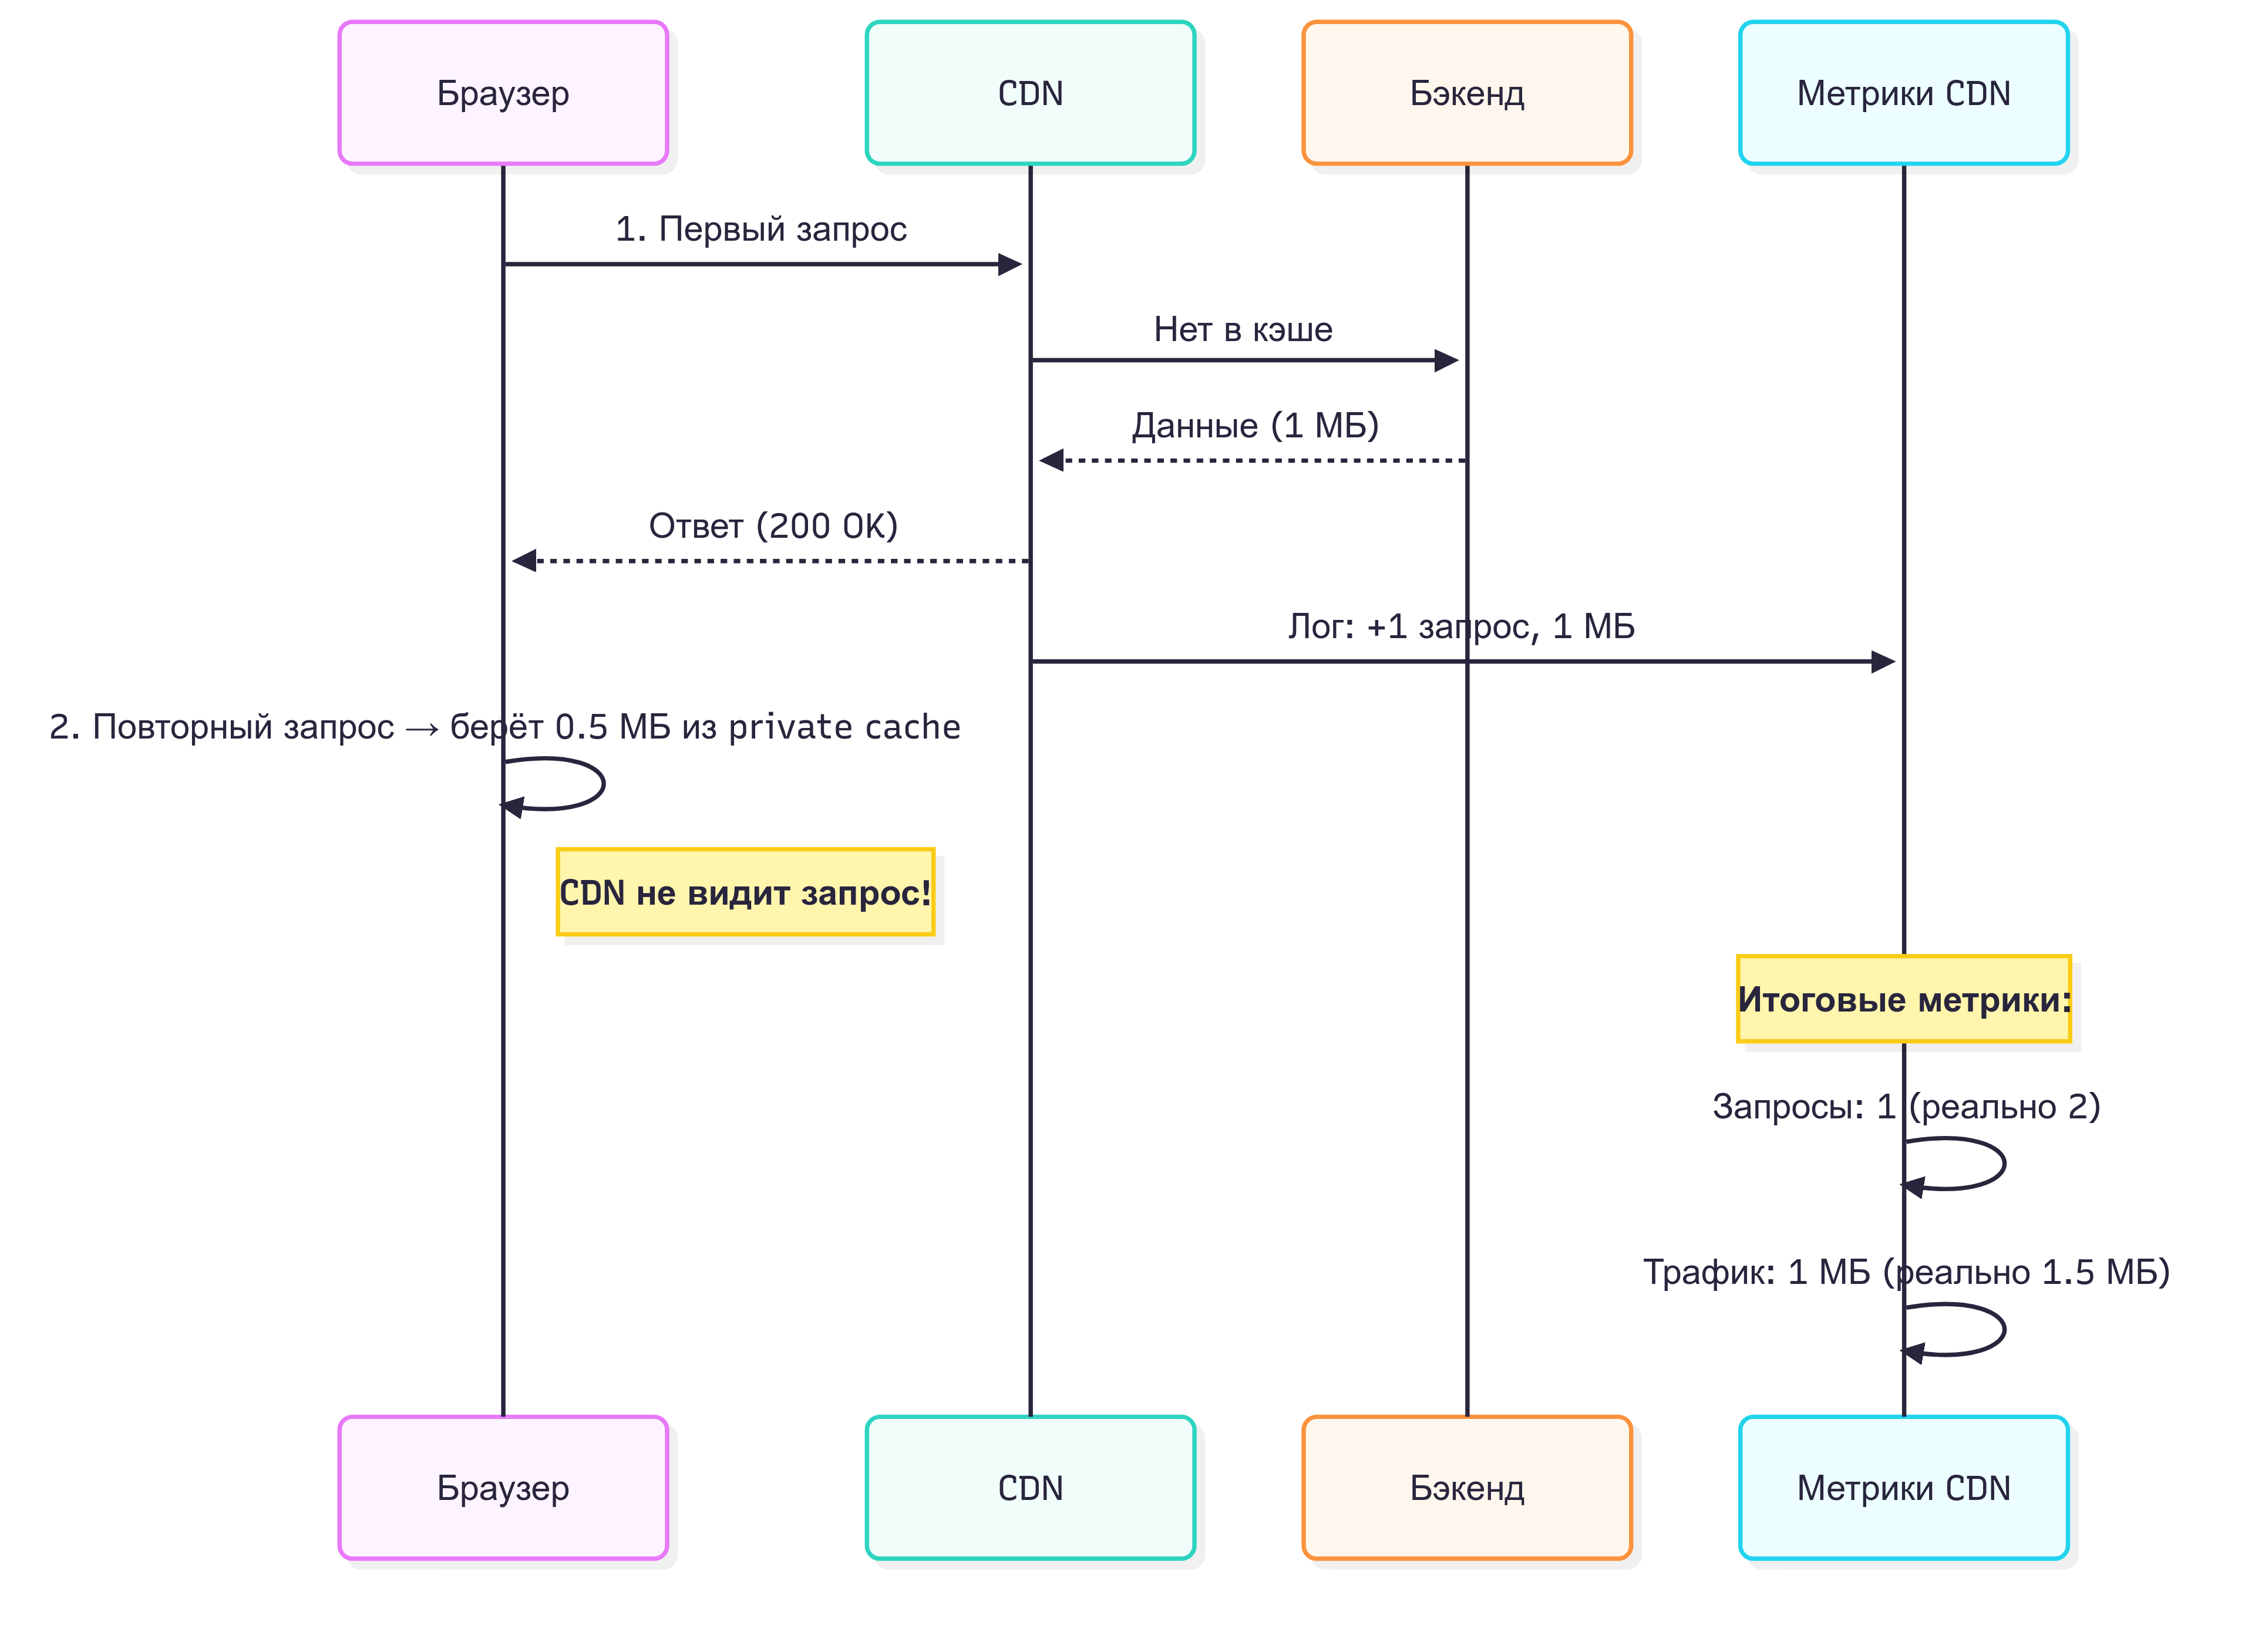 Браузер
CDN
Бэкенд
Метрики CDN
1. Первый запрос
Нет в кэше
Данные (1 МБ)
Ответ (200 OK)
Лог: +1 запрос, 1 МБ
2. Повторный запрос → берёт 0.5 МБ из private cache
CDN не видит запрос!
Итоговые метрики:
Запросы: 1 (реально 2)
Трафик: 1 МБ (реально 1.5 МБ)
Браузер
CDN
Бэкенд
Метрики CDN